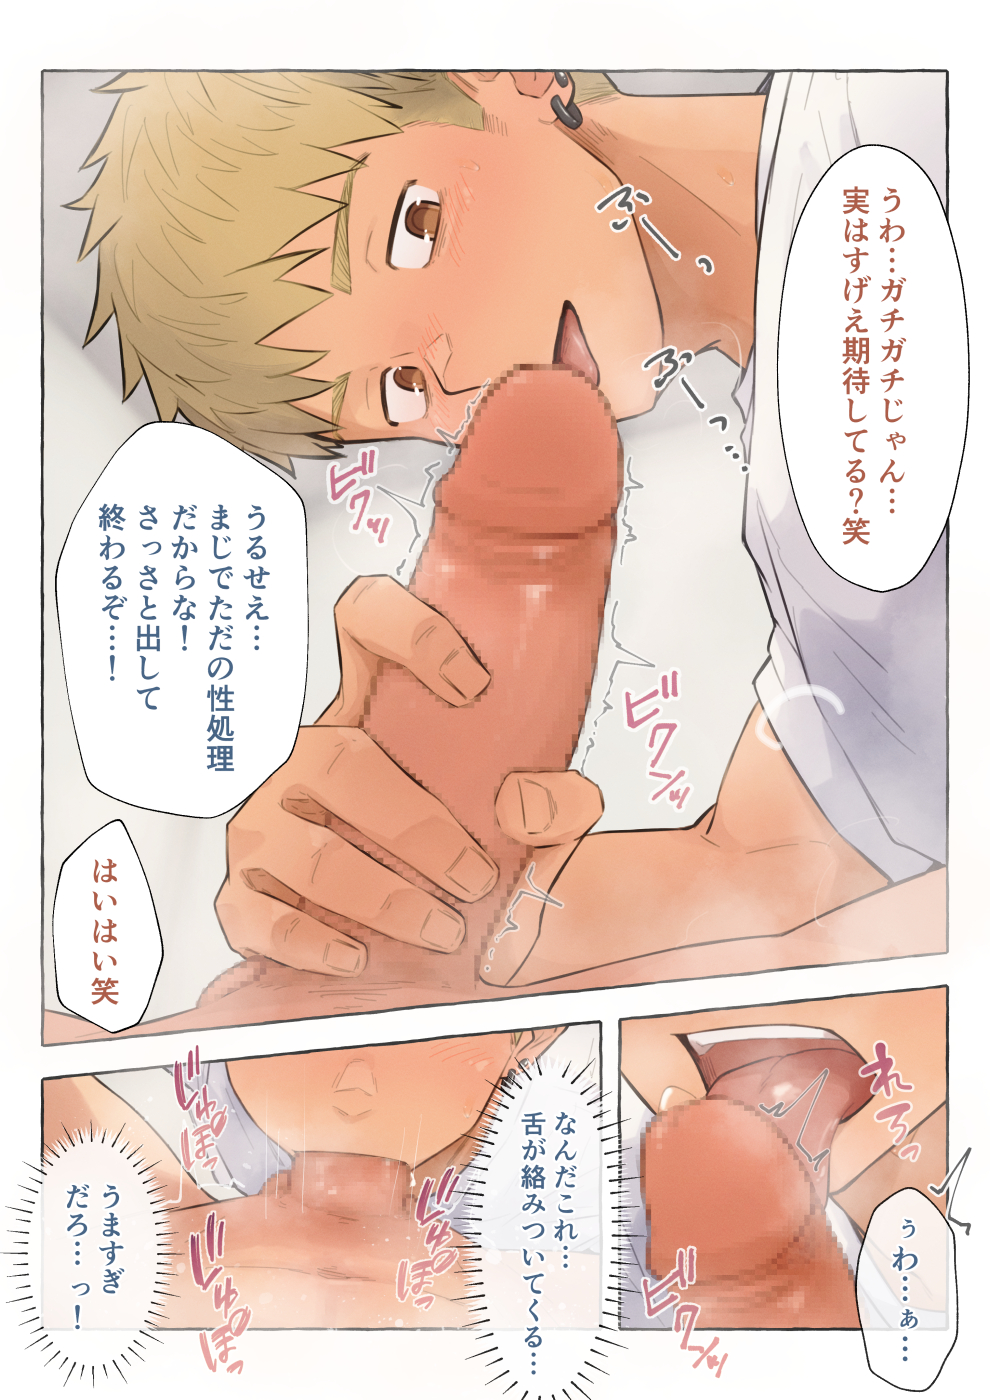 うわ…ガチガチじゃん…
実はすげえ期待してる？笑
ふーっ
ふーっ…
ビクッ
うるせえ…
まじでただの性処理
だからな！
さっさと出して
終わるぞ…！
ビクンッ
はいはい笑
れろっ
ぅわ…ぁ…
ビクンッ
なんだこれ…
舌が絡みついてくる…
じゅぽっ
じゅぽっ
じゅぽっ
うますぎ
だろ…っ！